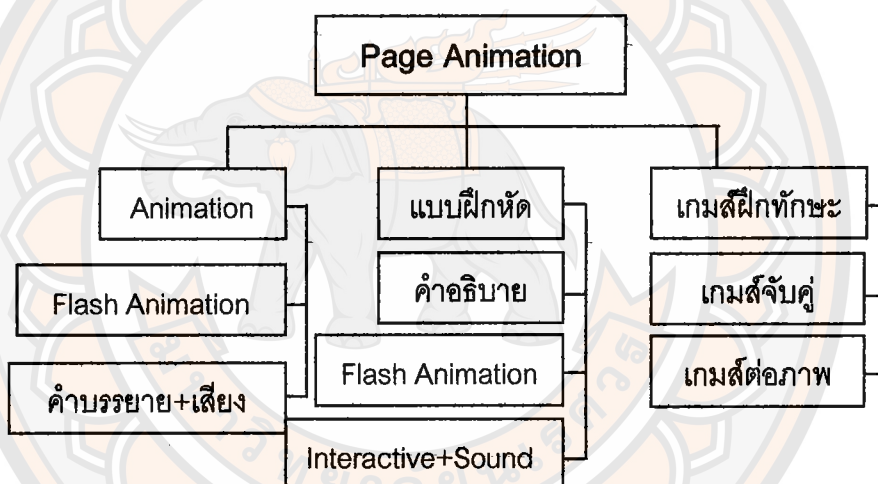 Page Animation
Animation
Flash Animation
คำบรรยาย+เสียง
แบบฝึกหัด
คำอธิบาย
Flash Animation
Interactive+Sound
เกมส์ฝึกทักษะ
เกมส์จับคู่
เกมส์ต่อภาพ